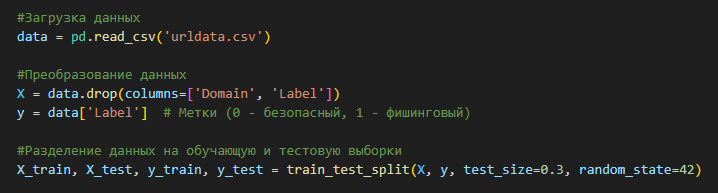 #Загрузка данных
data = pd.read_csv('urldata.csv')
#Преобразование данных
X = data.drop(columns=['Domain', 'Label'])
y = data['Label']  # Метки (0 - безопасный, 1 - фишинговый)
#Разделение данных на обучающую и тестовую выборки
X_train, X_test, y_train, y_test = train_test_split(X, y, test_size=0.3, random_state=42)